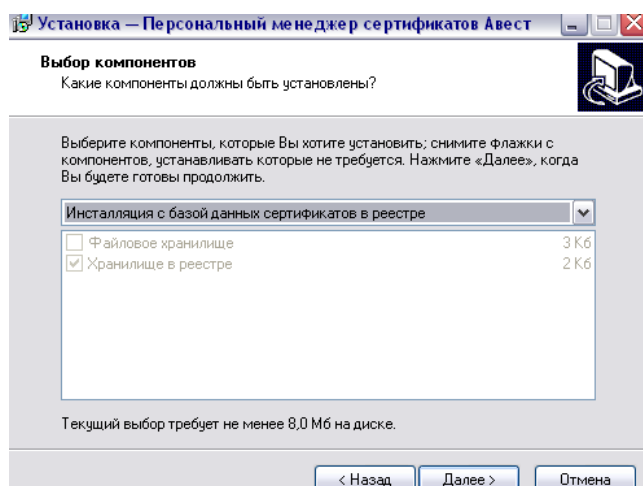 Установка — Персональный менеджер сертификатов Авест
Выбор компонентов
Какие компоненты должны быть установлены?
Выберите компоненты, которые Вы хотите установить; снимите флажки с
компонентов, устанавливать которые не требуется. Нажмите «Далее», когда
Вы будете готовы продолжить.
Инсталляция с базой данных сертификатов в реестре
Файловое хранилище 3 Кб
Хранилище в реестре 2 Кб
Текущий выбор требует не менее 8,0 Мб на диске.
< Назад Далее > Отмена